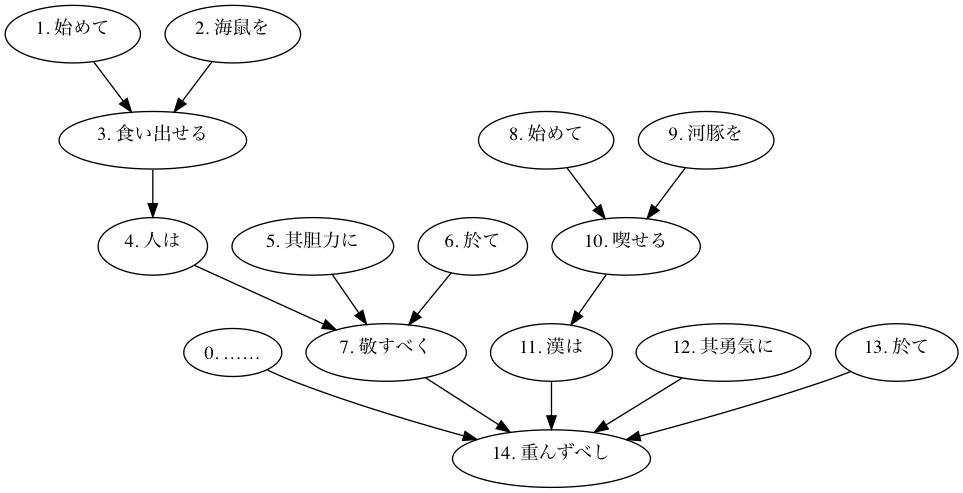 1. 始めて
2. 海鼠を
3. 食い出せる
8. 始めて
9. 河豚を
4. 人は
5. 其胆力に
6. 於て
10. 喫せる
0. ……
7. 敬すべく
11. 漢は
12. 其勇気に
13. 於て
14. 重んずべし